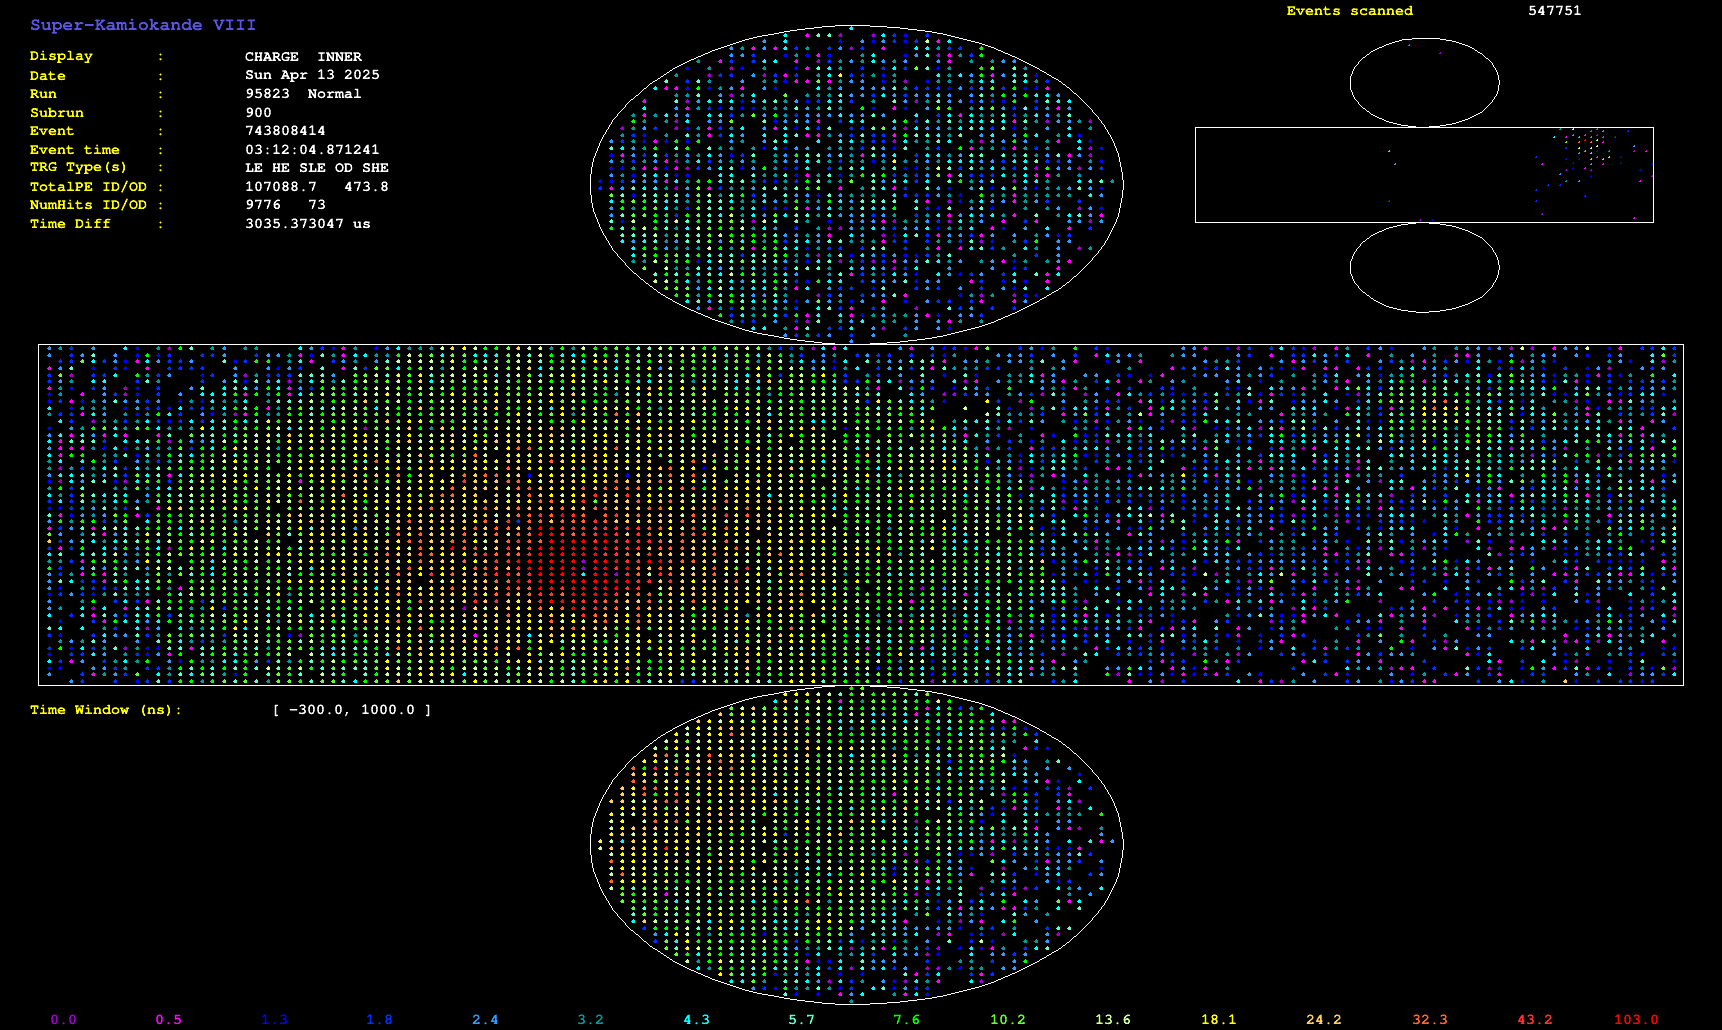 Super-Kamiokande VIII
Events scanned 547751
Display : CHARGE INNER
Date : Sun Apr 13 2025
Run : 95823 Normal
Subrun : 900
Event : 743808414
Event time : 03:12:04.871241
TRG Type(s) : LE HE SLE OD SHE
TotalPE ID/OD : 107088.7 473.8
NumHits ID/OD : 9776 73
Time Diff : 3035.373047 us
Time Window (ns): [ -300.0, 1000.0 ]
0.0 0.5 1.3 1.8 2.4 3.2 4.3 5.7 7.6 10.2 13.6 18.1 24.2 32.3 43.2 103.0